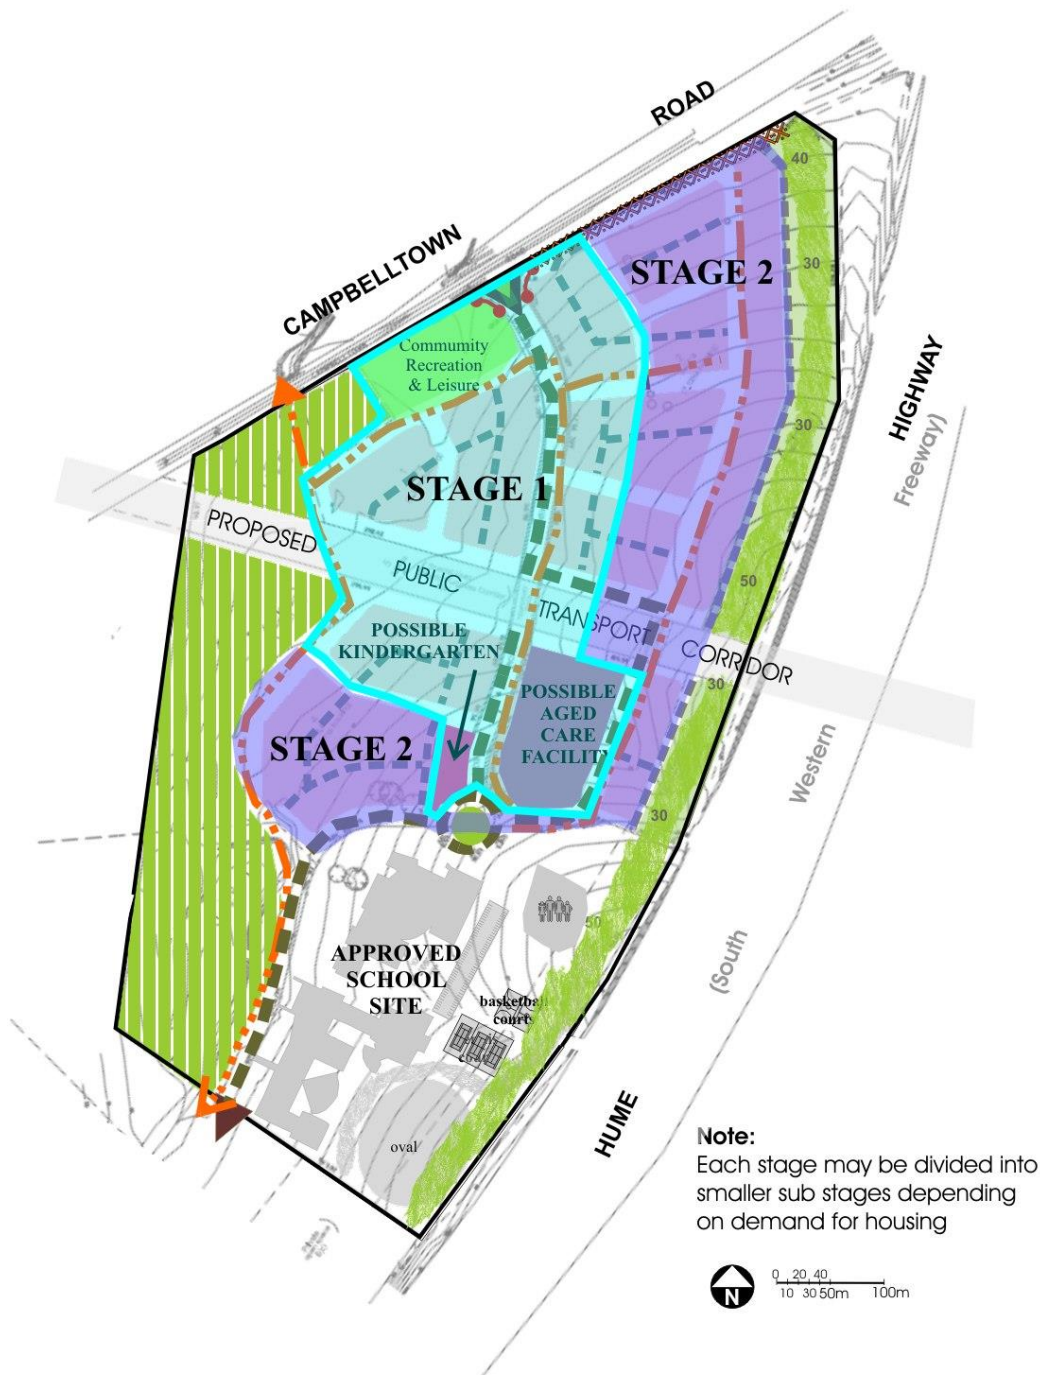 ROAD
CAMPBELLTOWN
40
STAGE 2
30
Community
Recreation
& Leisure
HIGHWAY
Freeway)
30
STAGE 1
PROPOSED
PUBLIC
TRANSPORT
CORRIDOR
50
POSSIBLE
KINDERGARTEN
30
POSSIBLE
AGED
CARE
FACILITY
STAGE 2
Western
30
50
APPROVED
SCHOOL
SITE
(South
basketball
courts
HUME
oval
Note:
Each stage may be divided into
smaller sub stages depending
on demand for housing
N
0 20 40
10 30 50m 100m